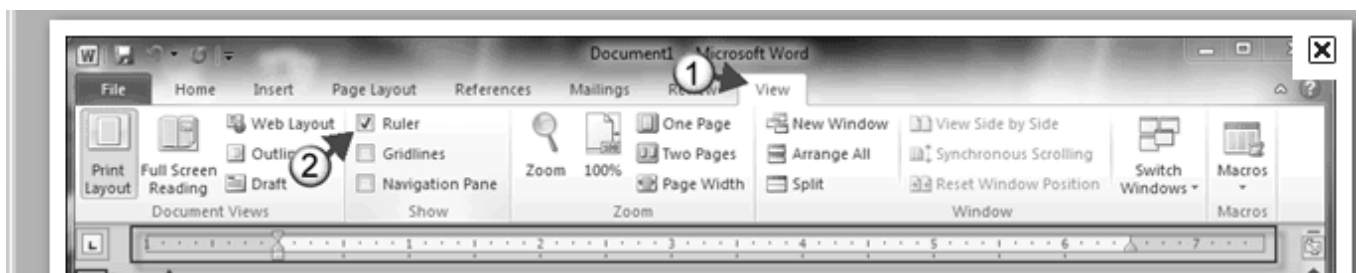 W Document1 Microsoft Word
1
File Home Insert Page Layout References Mailings Review View
Web Layout Ruler One Page New Window View Side by Side
Outline Gridlines Two Pages Arrange All Synchronous Scrolling
2
Print Layout Full Screen Reading Draft Navigation Pane Zoom 100% Page Width Split Reset Window Position Switch Windows Macros
Document Views Show Zoom Window Macros
L 1 1 2 3 4 5 6 7